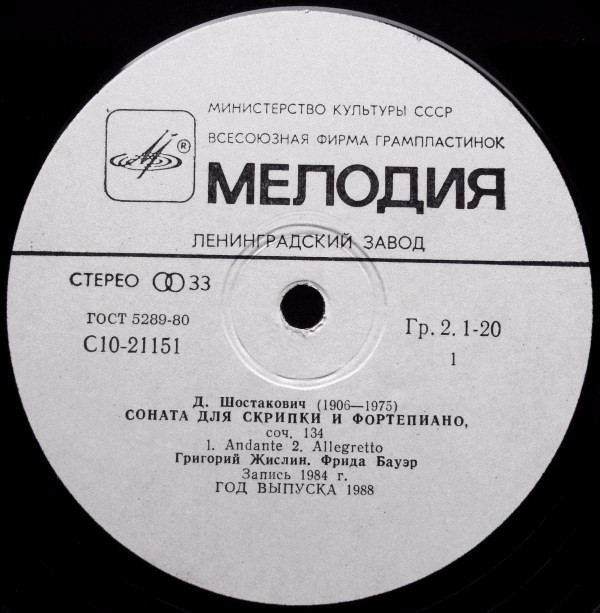 МИНИСТЕРСТВО КУЛЬТУРЫ СССР
ВСЕСОЮЗНАЯ ФИРМА ГРАМПЛАСТИНОК
®
МЕЛОДИЯ
ЛЕНИНГРАДСКИЙ ЗАВОД
СТЕРЕО 33
ГОСТ 5289-80
С10-21151
Гр. 2. 1-20
1
Д. Шостакович (1906—1975)
СОНАТА ДЛЯ СКРИПКИ И ФОРТЕПИАНО,
соч. 134
1. Andante 2. Allegretto
Григорий Жислин, Фрида Бауэр
Запись 1984 г.
ГОД ВЫПУСКА 1988